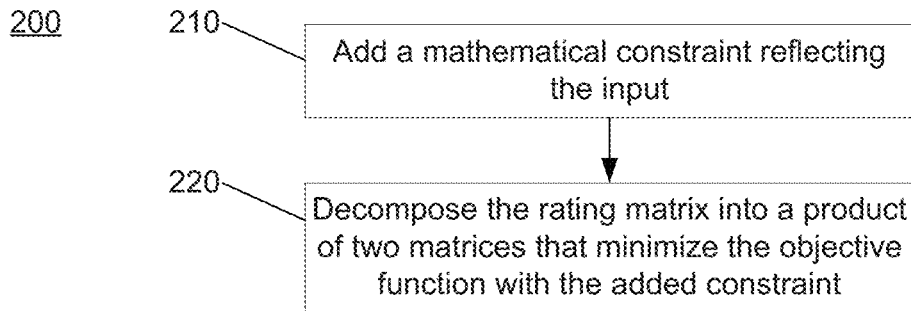 200
210
Add a mathematical constraint reflecting
the input
220
Decompose the rating matrix into a product
of two matrices that minimize the objective
function with the added constraint